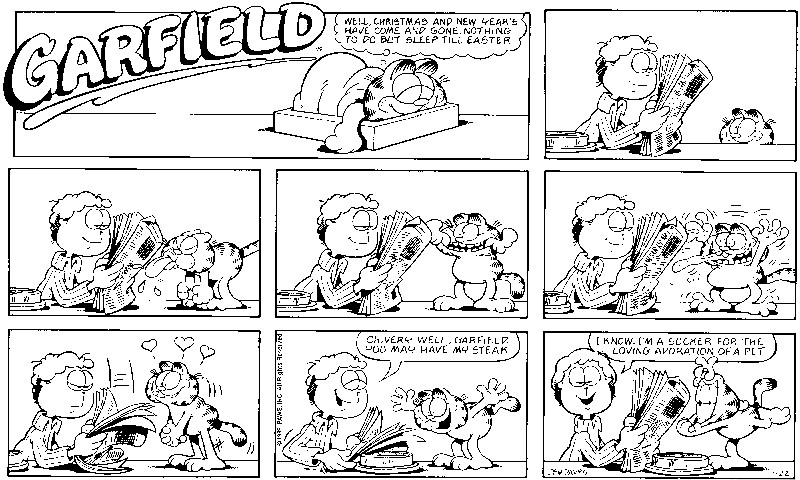 GARFIELD
WELL, CHRISTMAS AND NEW YEAR'S
HAVE COME AND GONE. NOTHING
TO DO BUT SLEEP TILL EASTER
OH, VERY WELL, GARFIELD.
YOU MAY HAVE MY STEAK
I KNOW. I'M A SUCKER FOR THE
LOVING ADORATION OF A PET
JIM DAVIS